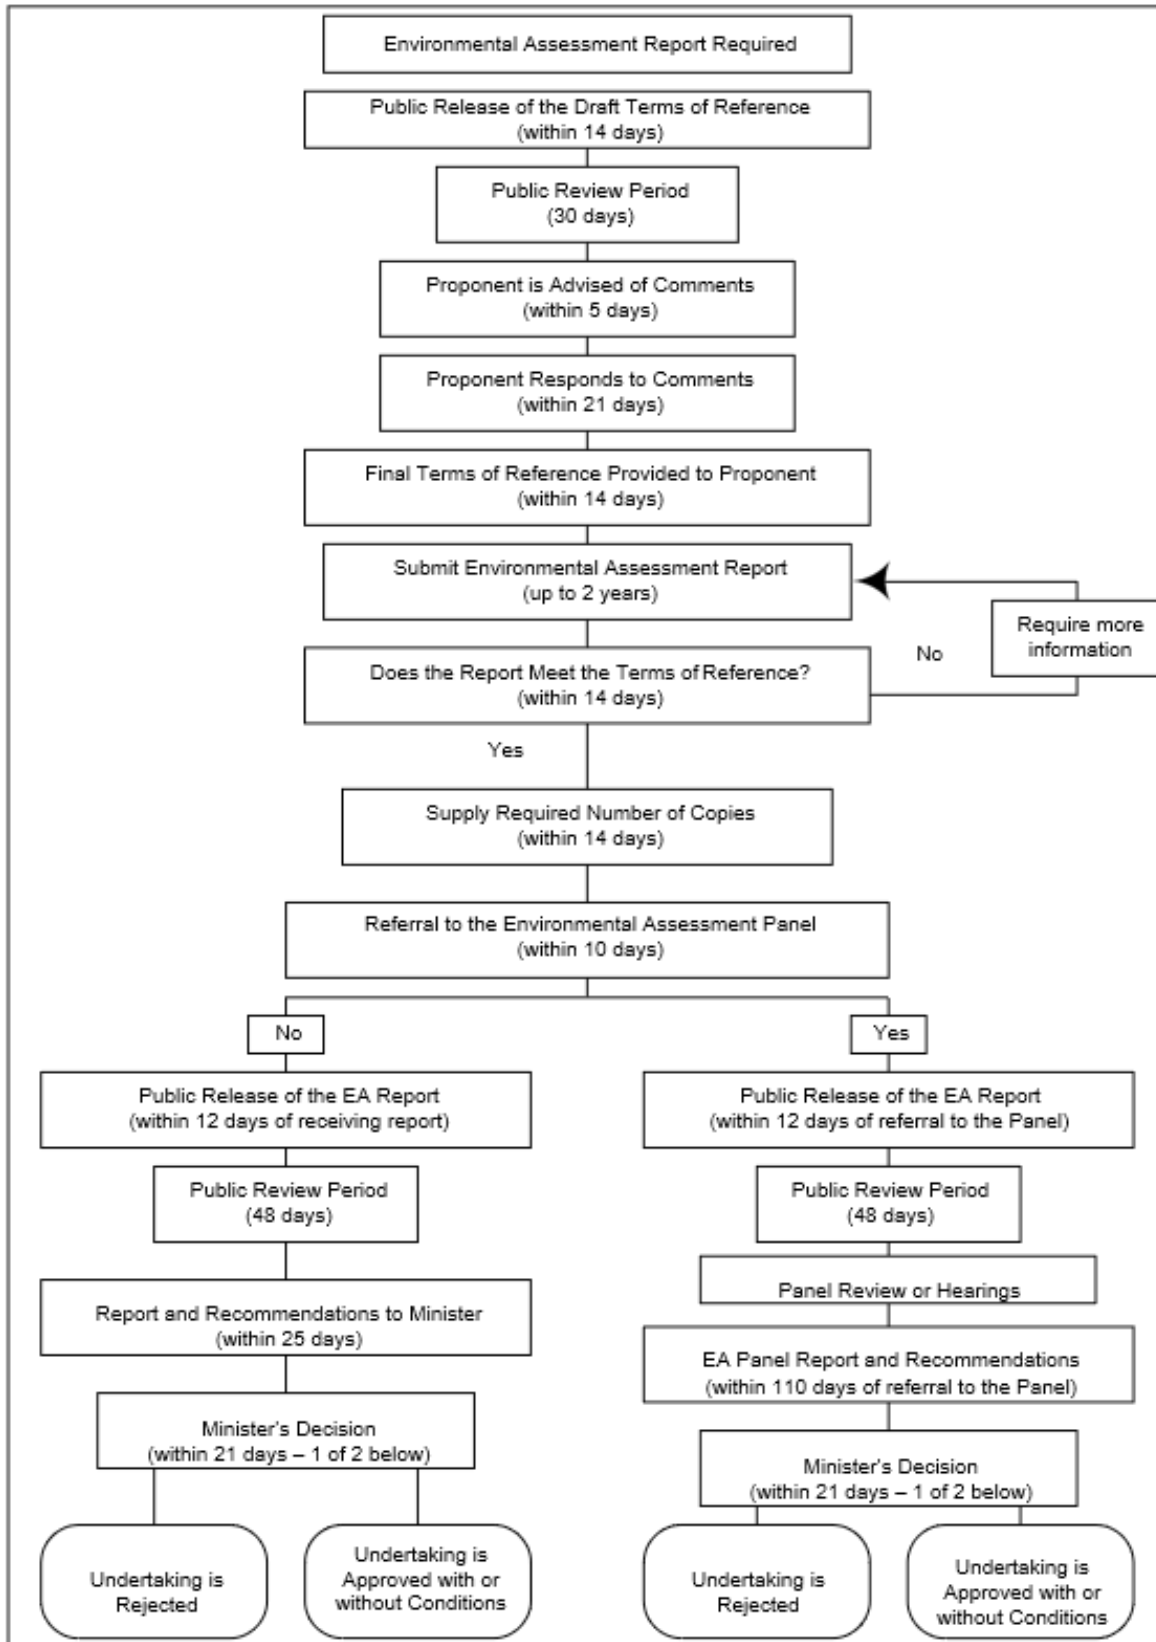 Environmental Assessment Report Required
Public Release of the Draft Terms of Reference
(within 14 days)
Public Review Period
(30 days)
Proponent is Advised of Comments
(within 5 days)
Proponent Responds to Comments
(within 21 days)
Final Terms of Reference Provided to Proponent
(within 14 days)
Submit Environmental Assessment Report
(up to 2 years)
Require more
information
No
Does the Report Meet the Terms of Reference?
(within 14 days)
Yes
Supply Required Number of Copies
(within 14 days)
Referral to the Environmental Assessment Panel
(within 10 days)
No
Public Release of the EA Report
(within 12 days of receiving report)
Public Review Period
(48 days)
Report and Recommendations to Minister
(within 25 days)
Minister's Decision
(within 21 days – 1 of 2 below)
Undertaking is
Rejected
Undertaking is
Approved with or
without Conditions
Yes
Public Release of the EA Report
(within 12 days of referral to the Panel)
Public Review Period
(48 days)
Panel Review or Hearings
EA Panel Report and Recommendations
(within 110 days of referral to the Panel)
Minister's Decision
(within 21 days – 1 of 2 below)
Undertaking is
Rejected
Undertaking is
Approved with or
without Conditions